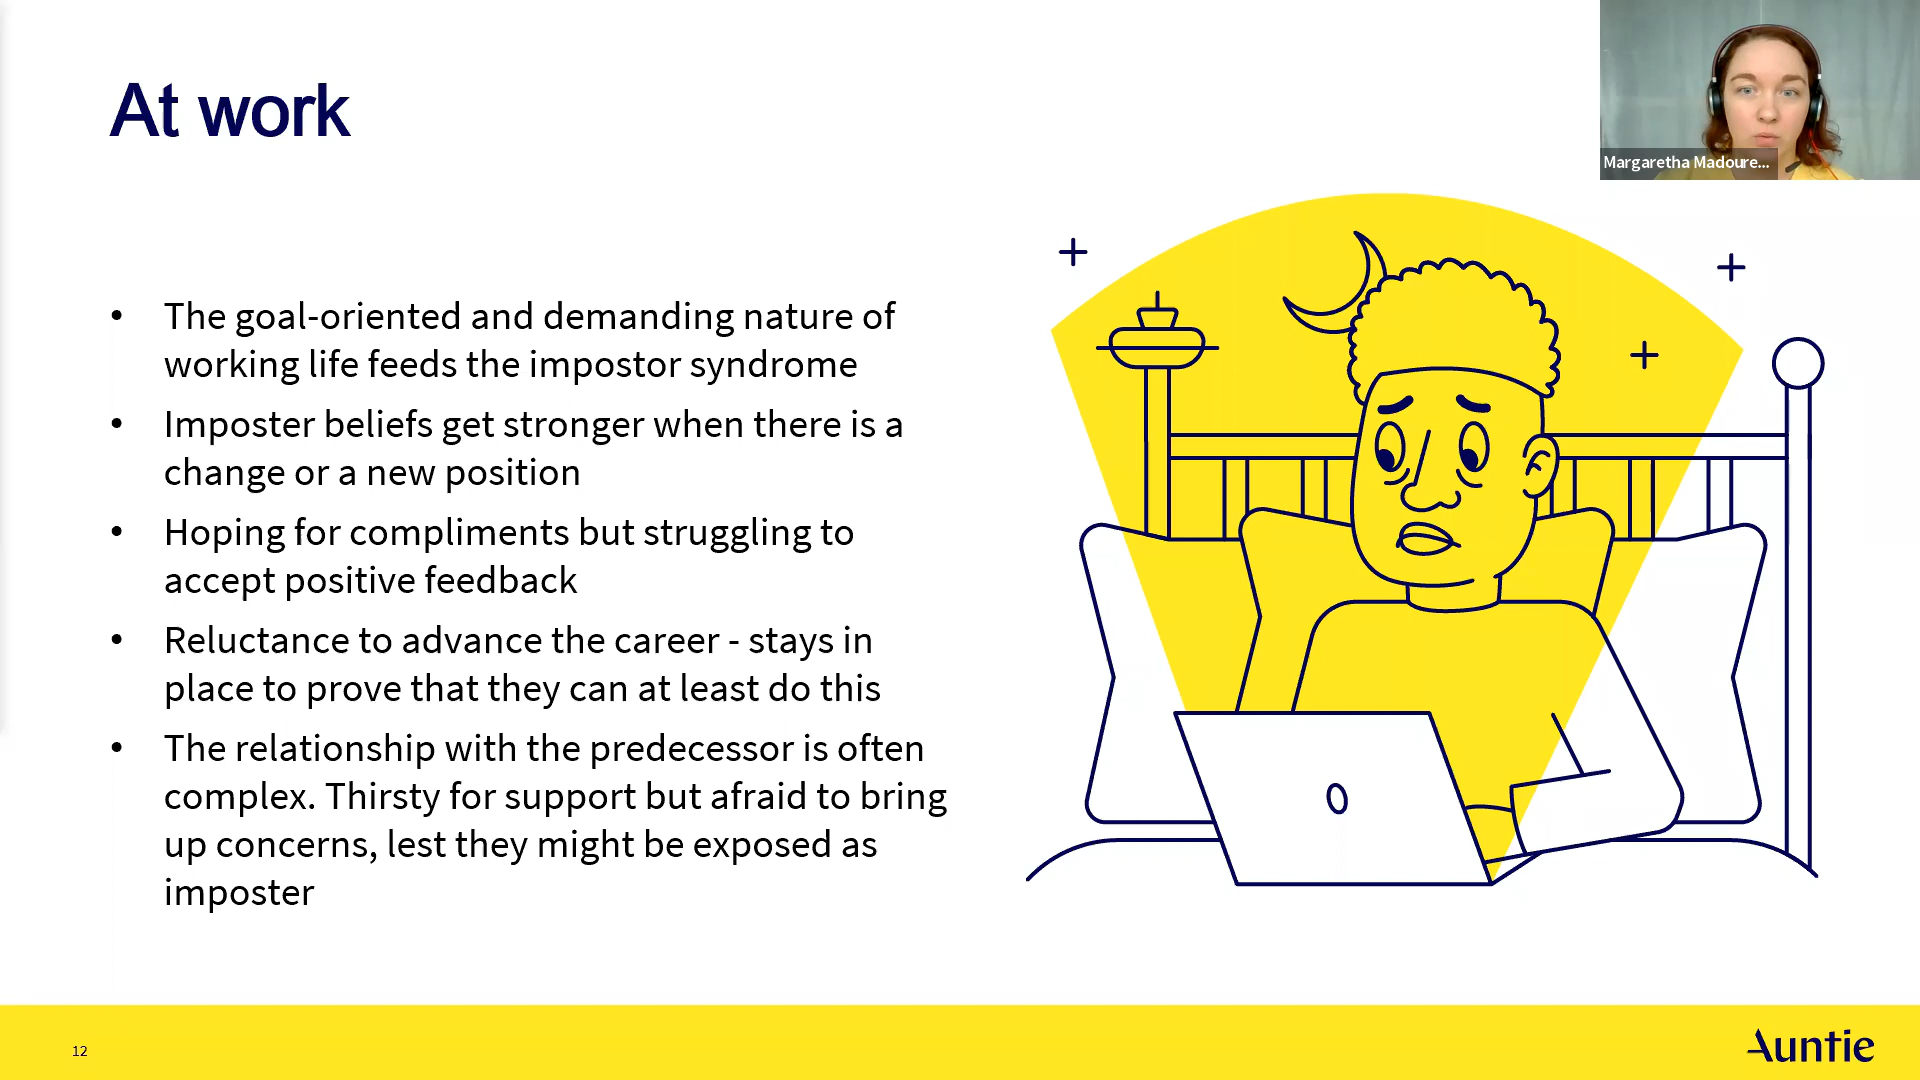 At work
Margaretha Madoure...
• The goal-oriented and demanding nature of
working life feeds the impostor syndrome
• Imposter beliefs get stronger when there is a
change or a new position
• Hoping for compliments but struggling to
accept positive feedback
• Reluctance to advance the career - stays in
place to prove that they can at least do this
• The relationship with the predecessor is often
complex. Thirsty for support but afraid to bring
up concerns, lest they might be exposed as
imposter
12
Auntie